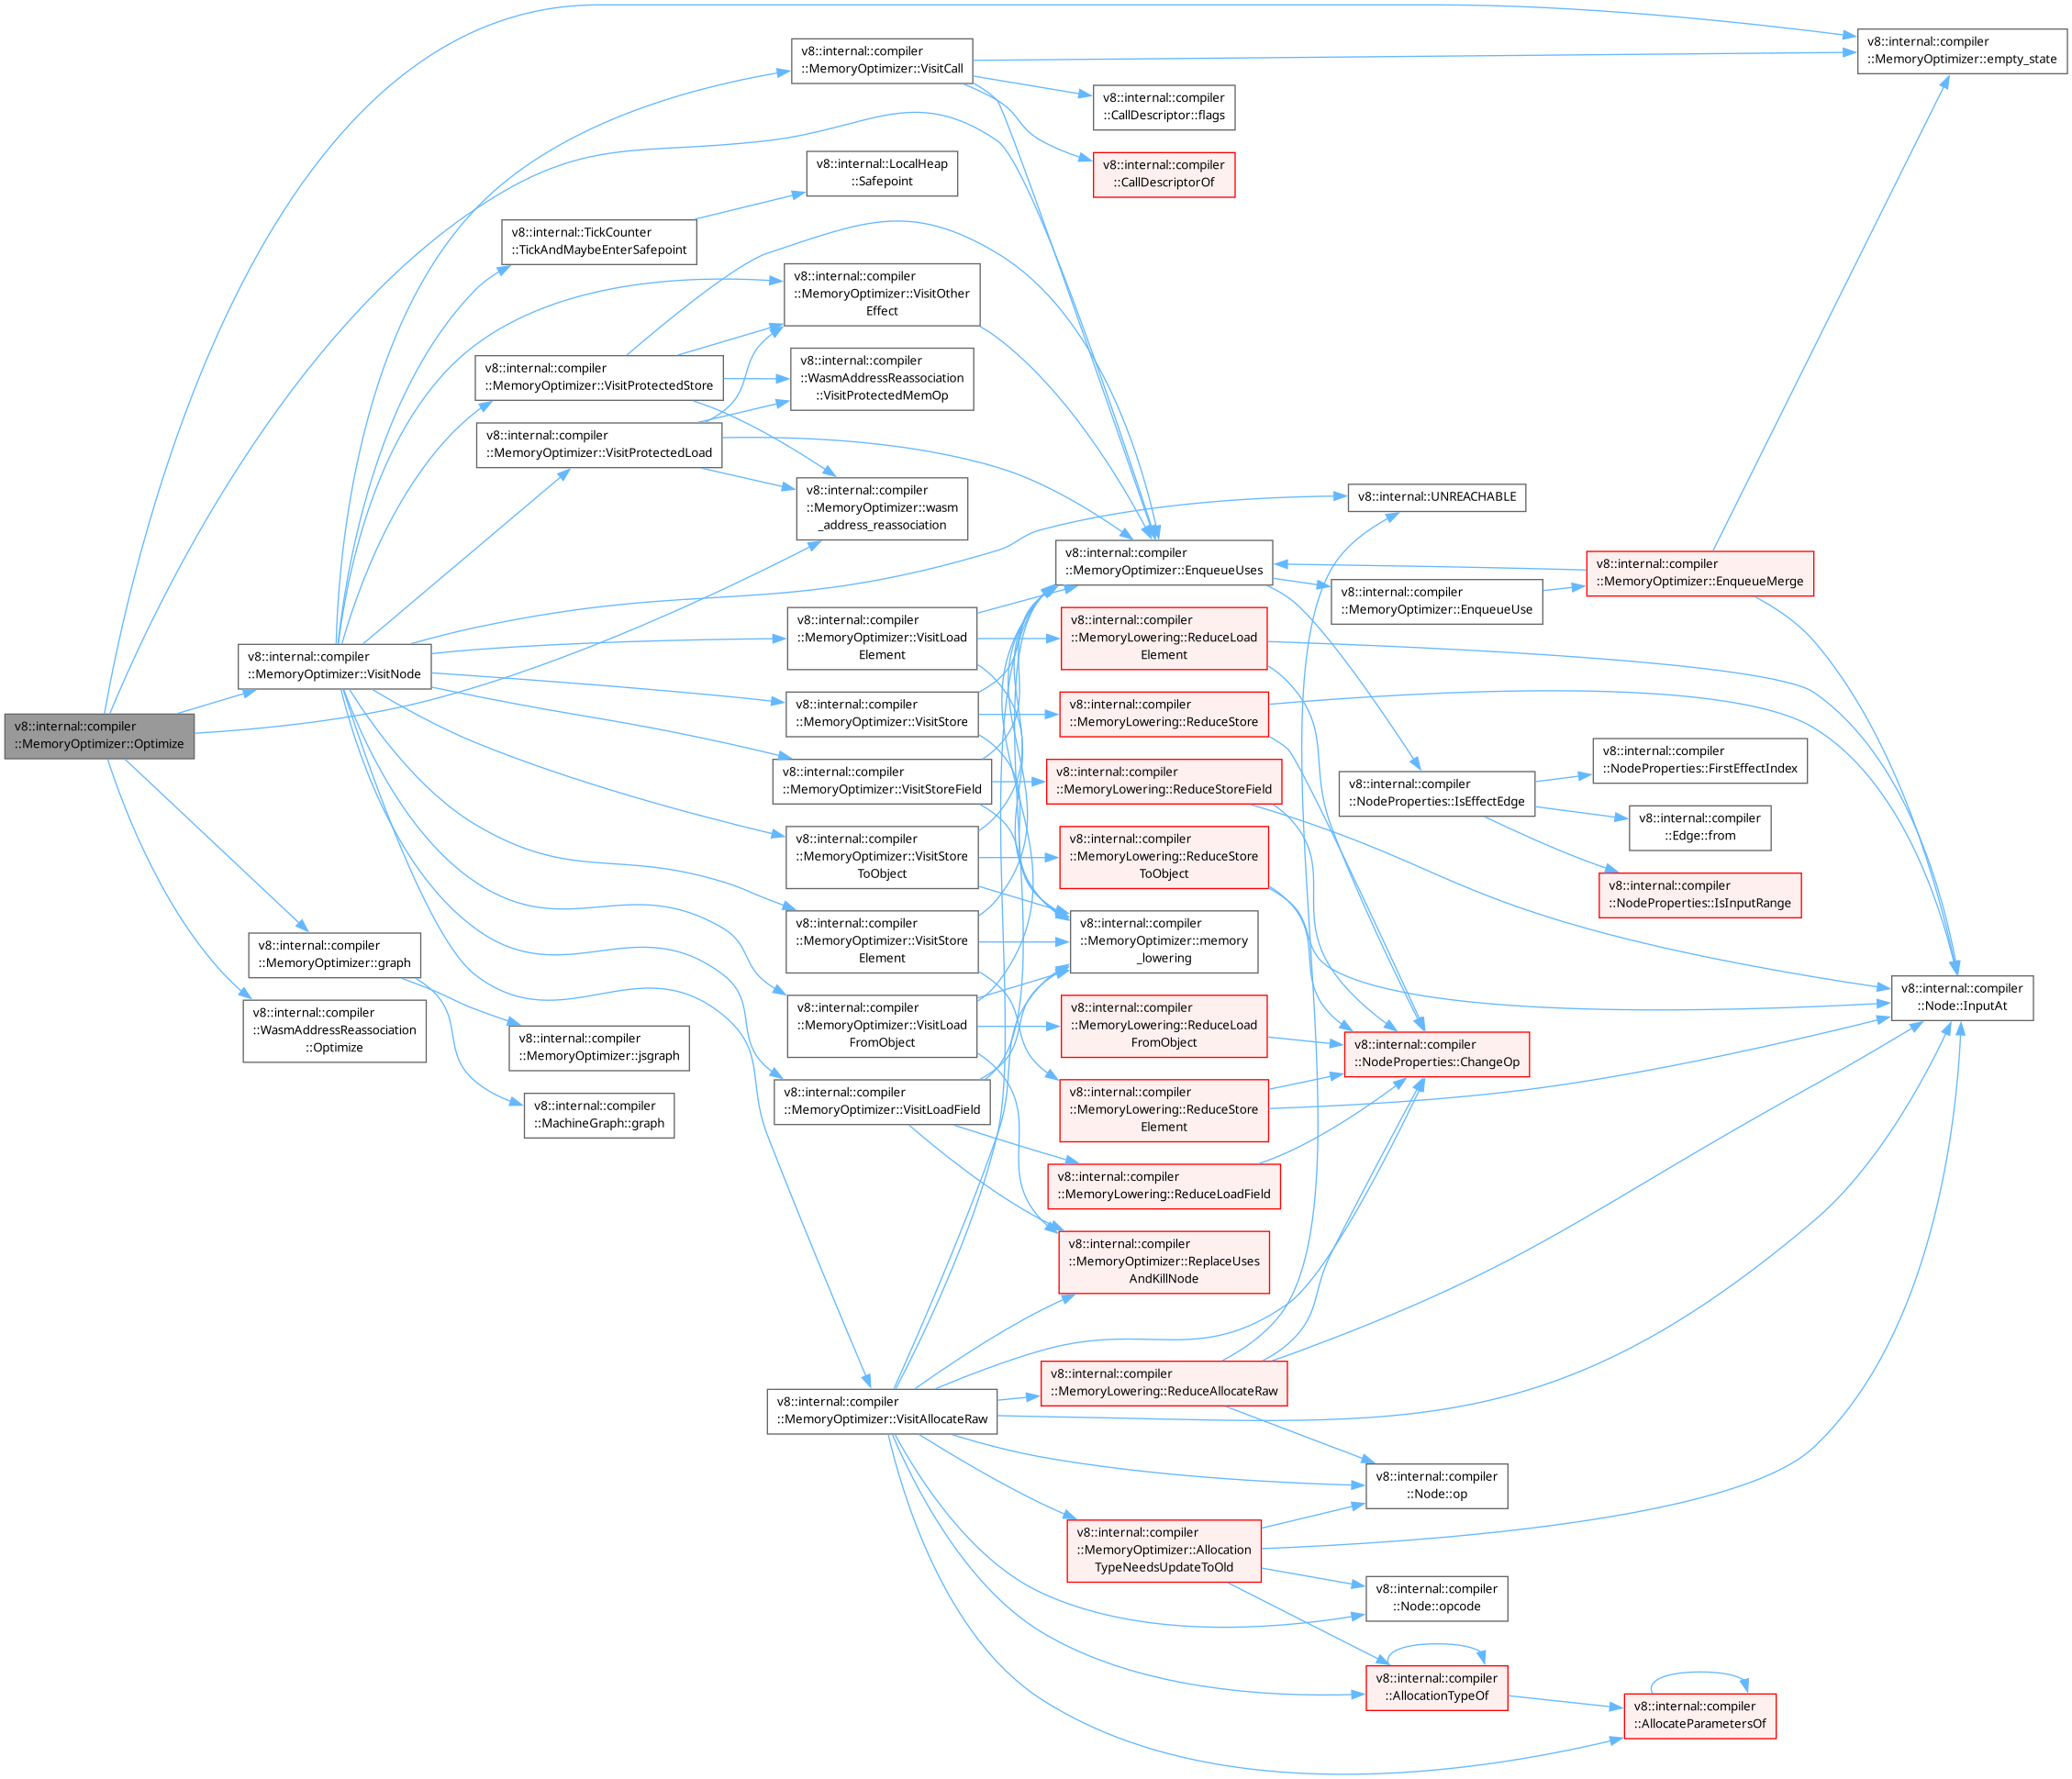 v8::internal::compiler
::MemoryOptimizer::Optimize
v8::internal::compiler
::MemoryOptimizer::VisitNode
v8::internal::compiler
::MemoryOptimizer::graph
v8::internal::compiler
::WasmAddressReassociation
::Optimize
v8::internal::TickCounter
::TickAndMaybeEnterSafepoint
v8::internal::compiler
::MemoryOptimizer::VisitProtectedStore
v8::internal::compiler
::MemoryOptimizer::VisitProtectedLoad
v8::internal::compiler
::MemoryOptimizer::jsgraph
v8::internal::compiler
::MachineGraph::graph
v8::internal::compiler
::MemoryOptimizer::VisitCall
v8::internal::LocalHeap
::Safepoint
v8::internal::compiler
::MemoryOptimizer::VisitOther
Effect
v8::internal::compiler
::WasmAddressReassociation
::VisitProtectedMemOp
v8::internal::compiler
::MemoryOptimizer::wasm
_address_reassociation
v8::internal::compiler
::MemoryOptimizer::VisitLoad
Element
v8::internal::compiler
::MemoryOptimizer::VisitStore
v8::internal::compiler
::MemoryOptimizer::VisitStoreField
v8::internal::compiler
::MemoryOptimizer::VisitStore
ToObject
v8::internal::compiler
::MemoryOptimizer::VisitStore
Element
v8::internal::compiler
::MemoryOptimizer::VisitLoad
FromObject
v8::internal::compiler
::MemoryOptimizer::VisitLoadField
v8::internal::compiler
::MemoryOptimizer::VisitAllocateRaw
v8::internal::compiler
::CallDescriptor::flags
v8::internal::compiler
::CallDescriptorOf
v8::internal::compiler
::MemoryOptimizer::EnqueueUses
v8::internal::compiler
::MemoryLowering::ReduceLoad
Element
v8::internal::compiler
::MemoryLowering::ReduceStore
v8::internal::compiler
::MemoryLowering::ReduceStoreField
v8::internal::compiler
::MemoryLowering::ReduceStore
ToObject
v8::internal::compiler
::MemoryOptimizer::memory
_lowering
v8::internal::compiler
::MemoryLowering::ReduceLoad
FromObject
v8::internal::compiler
::MemoryLowering::ReduceStore
Element
v8::internal::compiler
::MemoryLowering::ReduceLoadField
v8::internal::compiler
::MemoryOptimizer::ReplaceUses
AndKillNode
v8::internal::compiler
::MemoryLowering::ReduceAllocateRaw
v8::internal::compiler
::MemoryOptimizer::Allocation
TypeNeedsUpdateToOld
v8::internal::UNREACHABLE
v8::internal::compiler
::MemoryOptimizer::EnqueueUse
v8::internal::compiler
::NodeProperties::IsEffectEdge
v8::internal::compiler
::NodeProperties::ChangeOp
v8::internal::compiler
::Node::op
v8::internal::compiler
::Node::opcode
v8::internal::compiler
::AllocationTypeOf
v8::internal::compiler
::MemoryOptimizer::EnqueueMerge
v8::internal::compiler
::NodeProperties::FirstEffectIndex
v8::internal::compiler
::Edge::from
v8::internal::compiler
::NodeProperties::IsInputRange
v8::internal::compiler
::AllocateParametersOf
v8::internal::compiler
::MemoryOptimizer::empty_state
v8::internal::compiler
::Node::InputAt